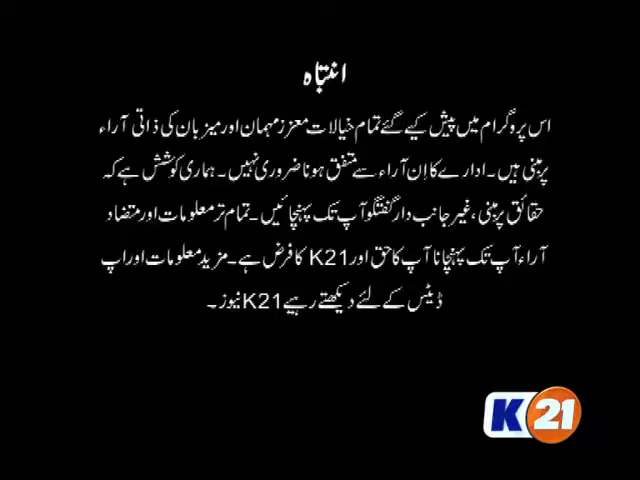 انتباہ
اس پروگرام میں پیش کیے گئے تمام خیالات معزز مہمان اور میزبان کی ذاتی آراء
پر مبنی ہیں۔ ادارے کا اِن آراء سے متفق ہونا ضروری نہیں۔ ہماری کوشش ہے کہ
حقائق پر مبنی، غیر جانب دار گفتگو آپ تک پہنچائیں۔ تمام تر معلومات اور متضاد
آراء آپ تک پہنچانا آپ کا حق اور K21 کا فرض ہے۔ مزید معلومات اور اپ
ڈیٹس کے لئے دیکھتے رہیے K21 نیوز۔
K21